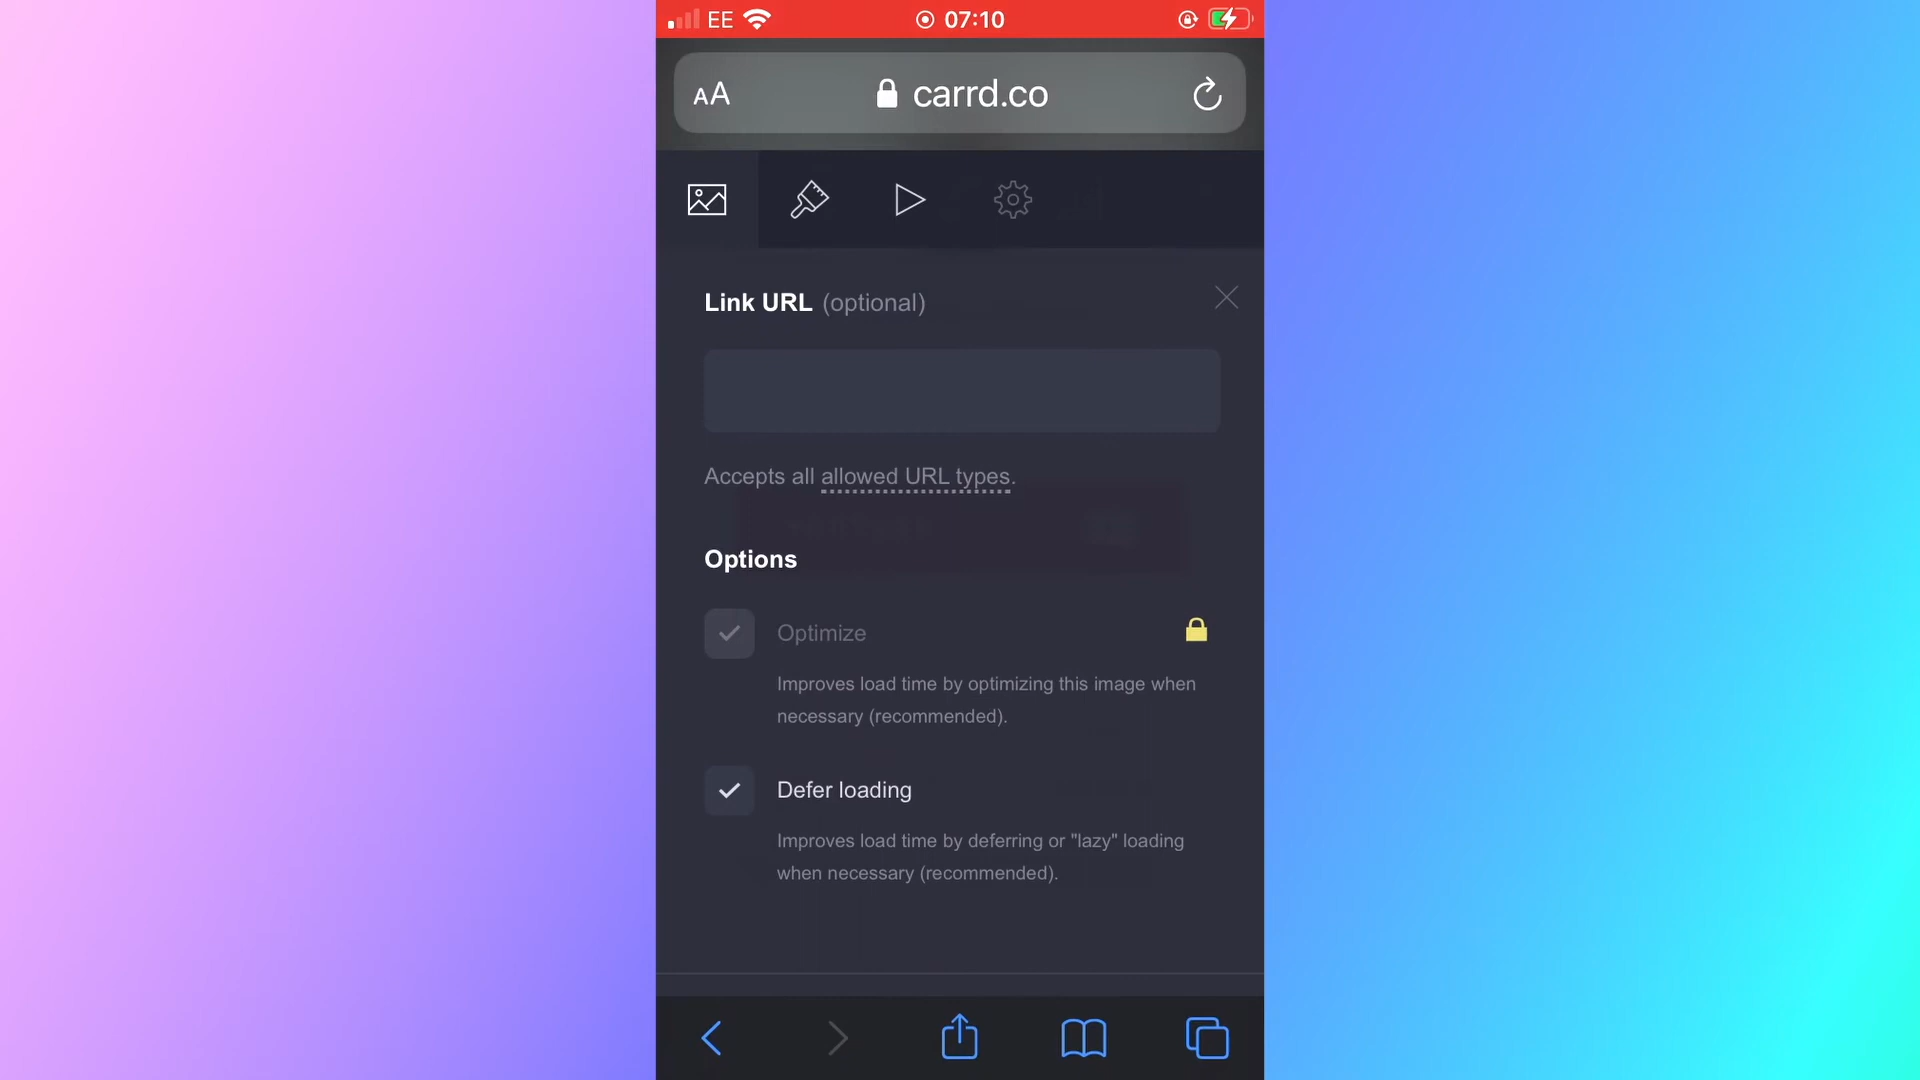 EE 07:10
AA carrd.co
Link URL (optional)
Accepts all allowed URL types.
Options
Optimize
Improves load time by optimizing this image when
necessary (recommended).
Defer loading
Improves load time by deferring or "lazy" loading
when necessary (recommended).